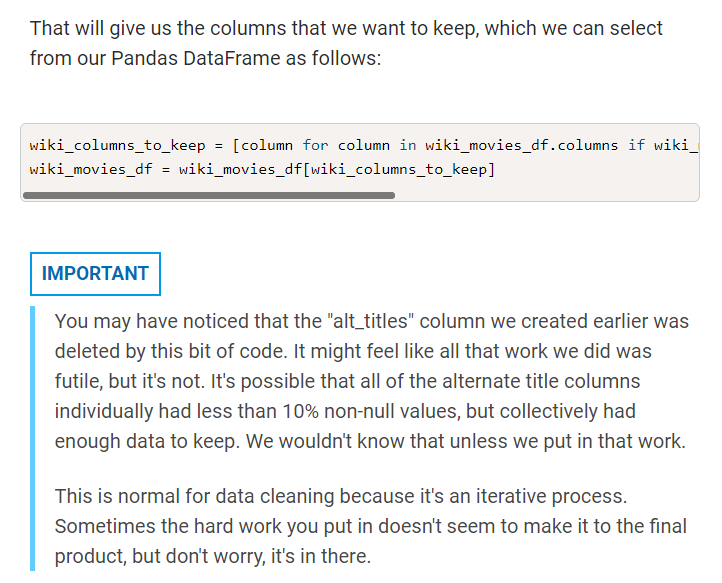 That will give us the columns that we want to keep, which we can select
from our Pandas DataFrame as follows:
wiki_columns_to_keep = [column for column in wiki_movies_df.columns if wiki_
wiki_movies_df = wiki_movies_df[wiki_columns_to_keep]
IMPORTANT
You may have noticed that the "alt_titles" column we created earlier was
deleted by this bit of code. It might feel like all that work we did was
futile, but it's not. It's possible that all of the alternate title columns
individually had less than 10% non-null values, but collectively had
enough data to keep. We wouldn't know that unless we put in that work.
This is normal for data cleaning because it's an iterative process.
Sometimes the hard work you put in doesn't seem to make it to the final
product, but don't worry, it's in there.